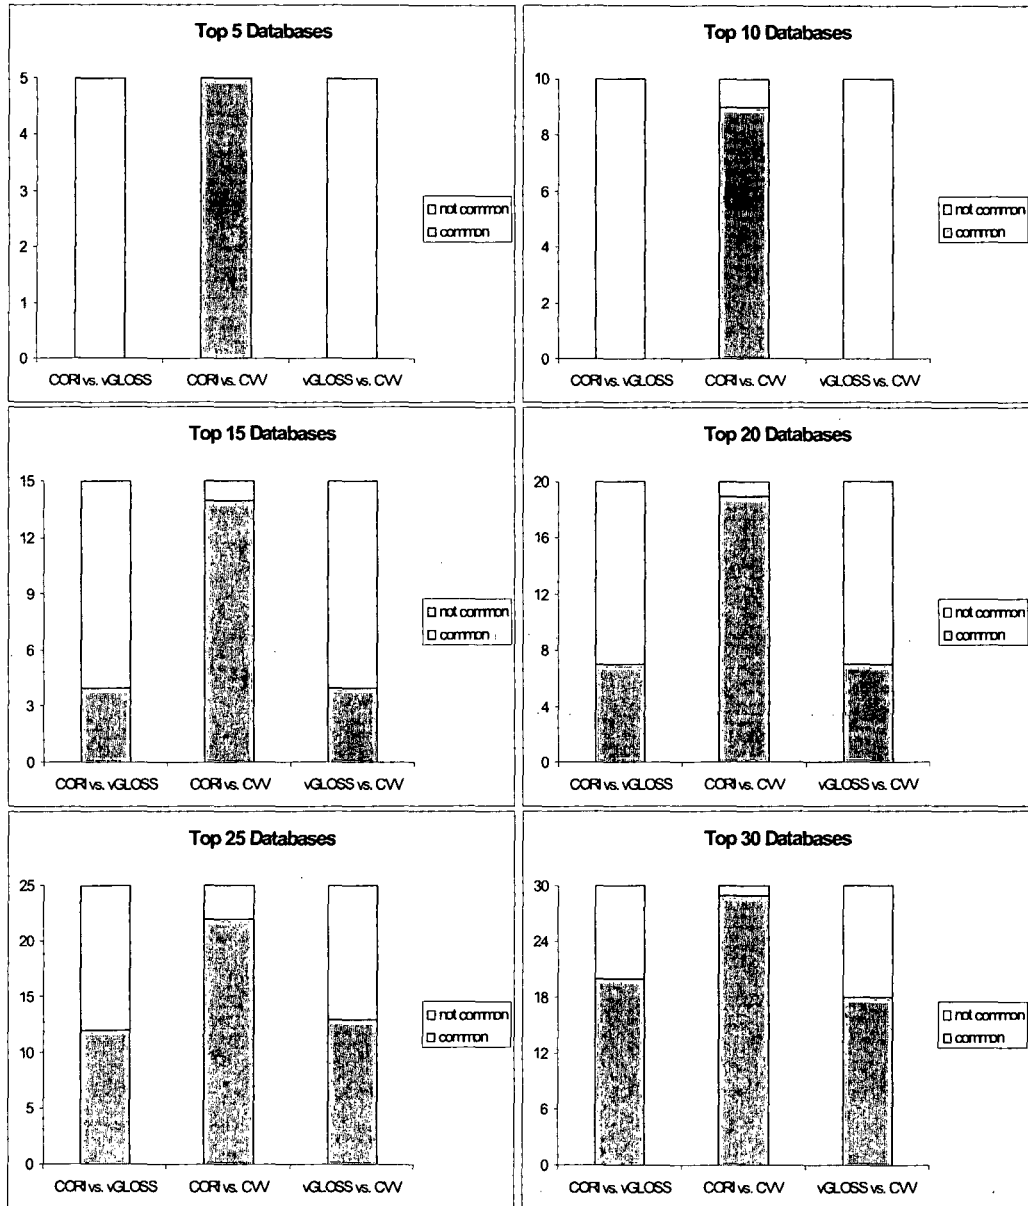 Top 5 Databases
5
4
3
2
1
0
CORI vs. vGLOSS
CORI vs. CVV
vGLOSS vs. CVV
not common
common
Top 10 Databases
10
8
6
4
2
0
CORI vs. vGLOSS
CORI vs. CVV
vGLOSS vs. CVV
not common
common
Top 15 Databases
15
12
9
6
3
0
CORI vs. vGLOSS
CORI vs. CVV
vGLOSS vs. CVV
not common
common
Top 20 Databases
20
16
12
8
4
0
CORI vs. vGLOSS
CORI vs. CVV
vGLOSS vs. CVV
not common
common
Top 25 Databases
25
20
15
10
5
0
CORI vs. vGLOSS
CORI vs. CVV
vGLOSS vs. CVV
not common
common
Top 30 Databases
30
24
18
12
6
0
CORI vs. vGLOSS
CORI vs. CVV
vGLOSS vs. CVV
not common
common